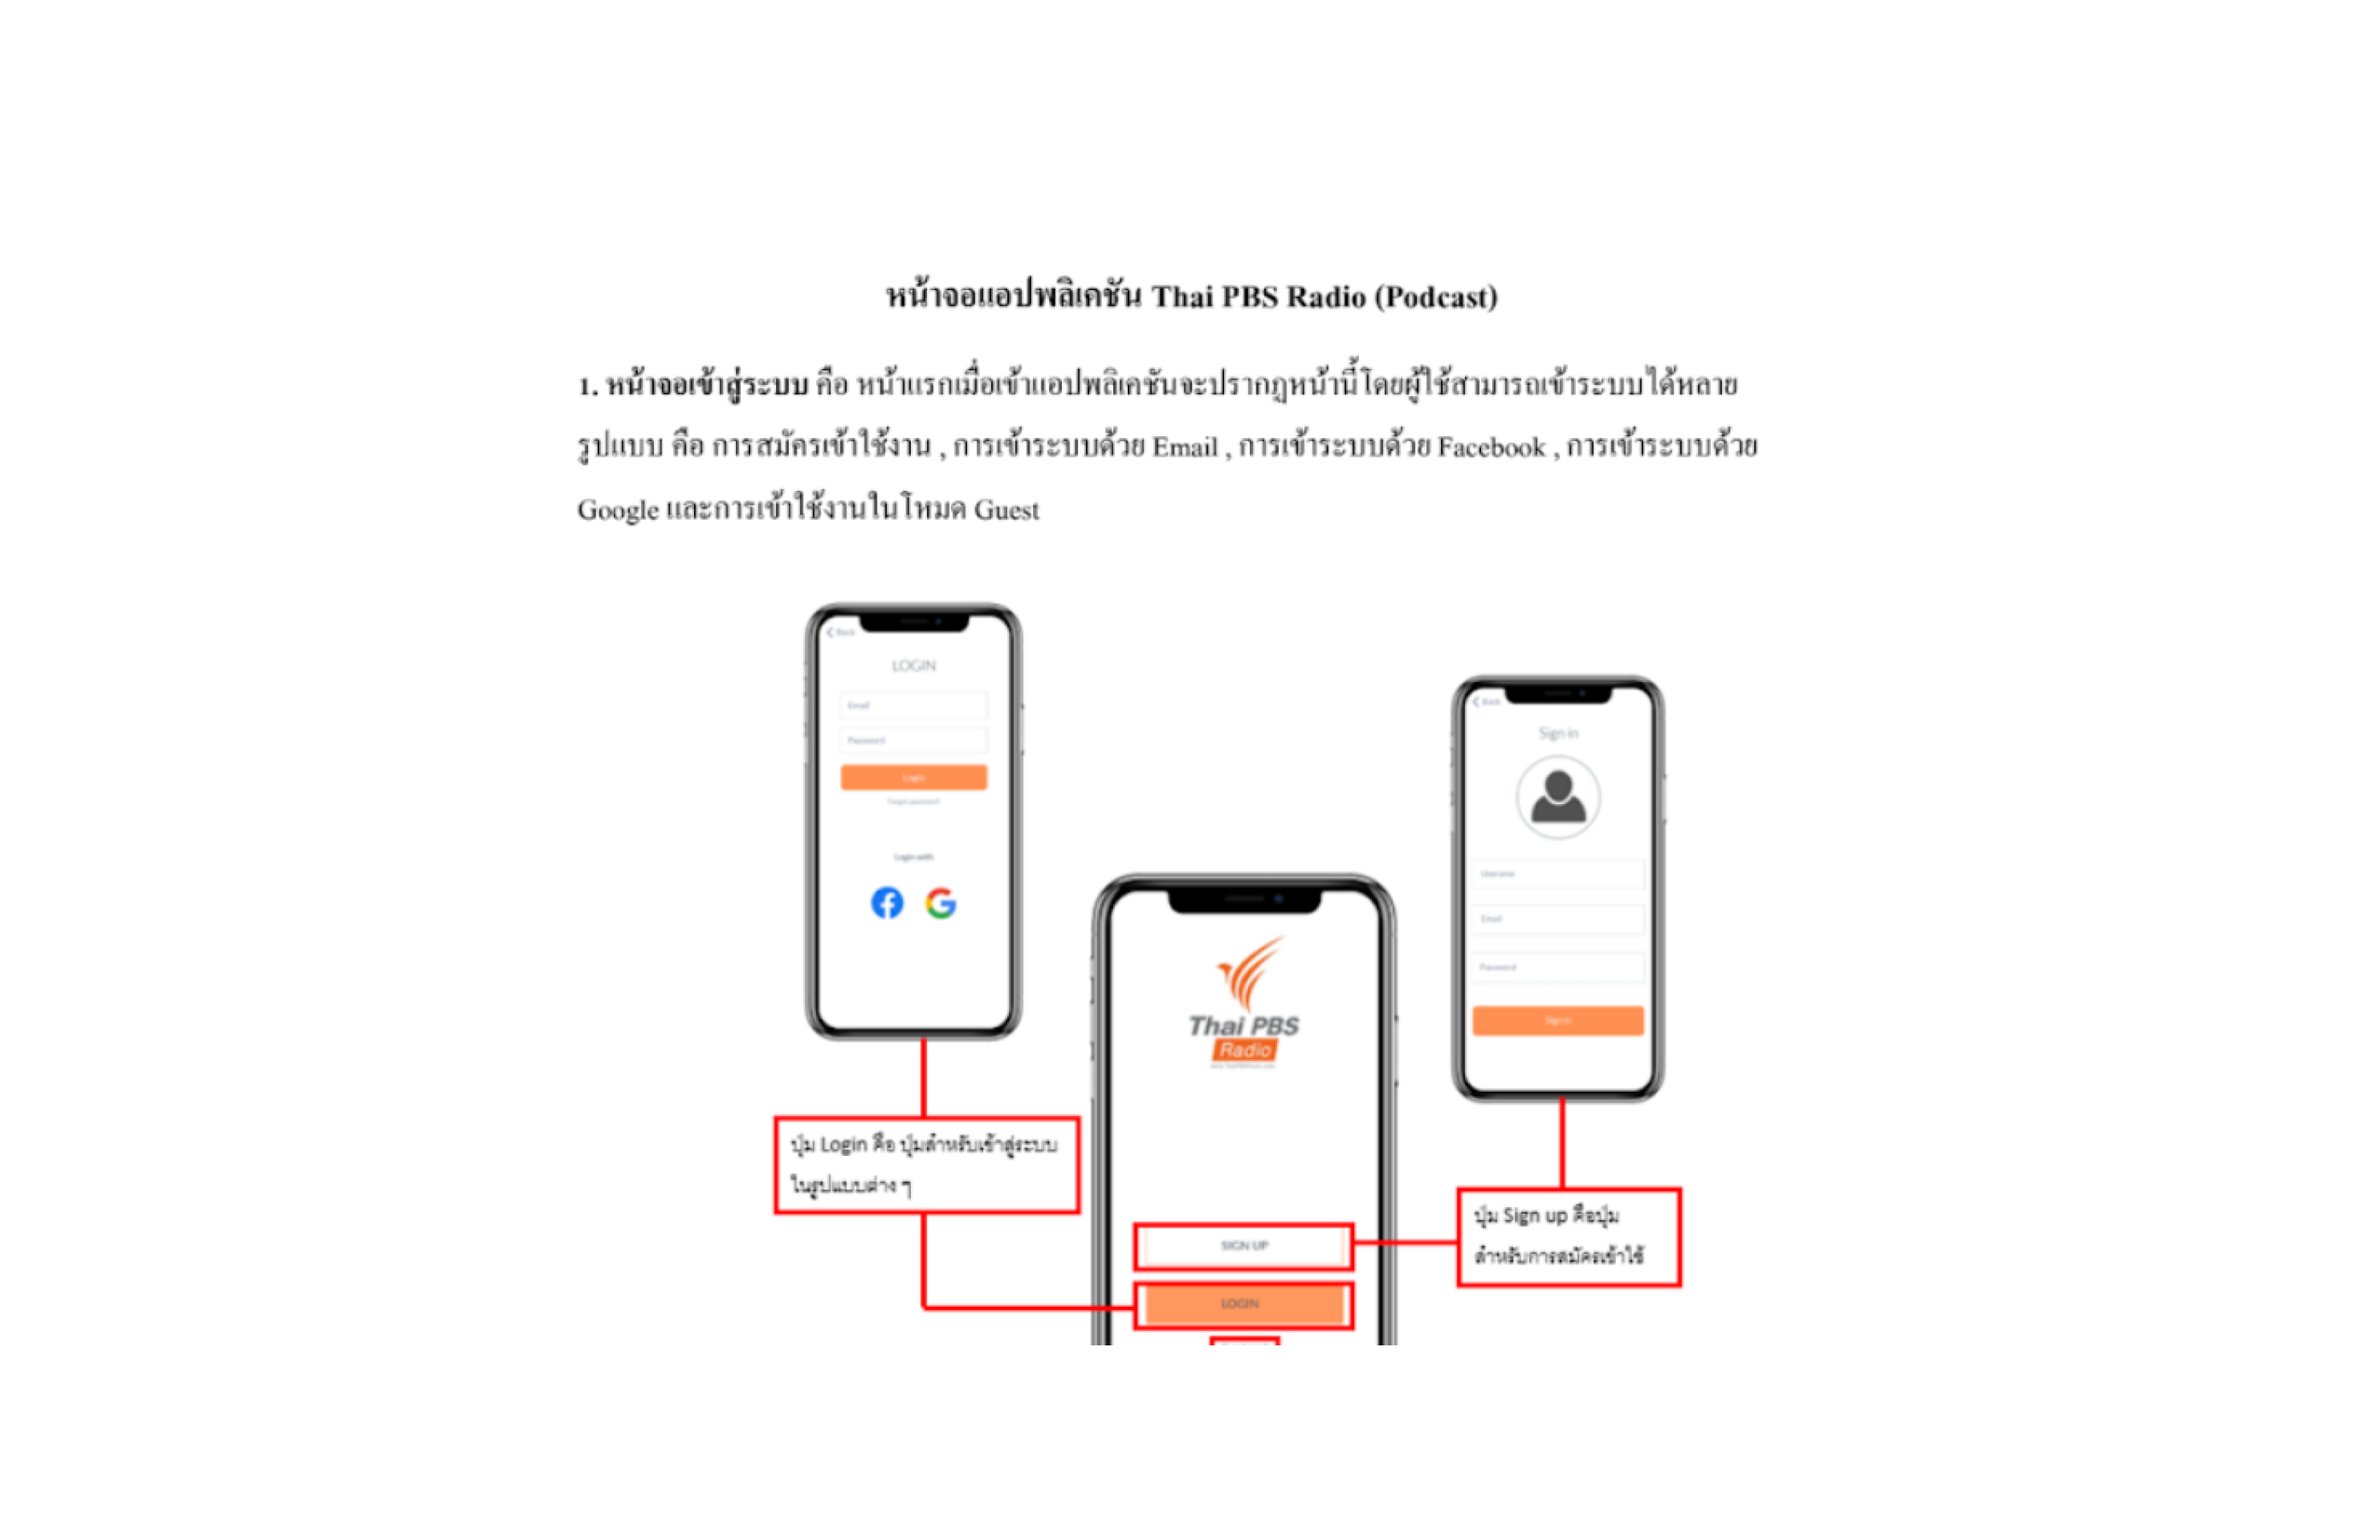 หน้าจอแอปพลิเคชัน Thai PBS Radio (Podcast)
1. หน้าจอเข้าสู่ระบบ คือ หน้าแรกเมื่อเข้าแอปพลิเคชันจะปรากฏหน้านี้โดยผู้ใช้สามารถเข้าระบบได้หลาย
รูปแบบ คือ การสมัครเข้าใช้งาน , การเข้าระบบด้วย Email , การเข้าระบบด้วย Facebook , การเข้าระบบด้วย
Google และการเข้าใช้งานในโหมด Guest
Back
LOGIN
Email
Password
Login
Forgot password?
Login with
Back
Sign in
Username
Email
Password
Sign in
Thai PBS
Radio
ปุ่ม Login คือ ปุ่มสำหรับเข้าสู่ระบบ
ในรูปแบบต่าง ๆ
ปุ่ม Sign up คือปุ่ม
สำหรับการสมัครเข้าใช้
SIGN UP
LOGIN